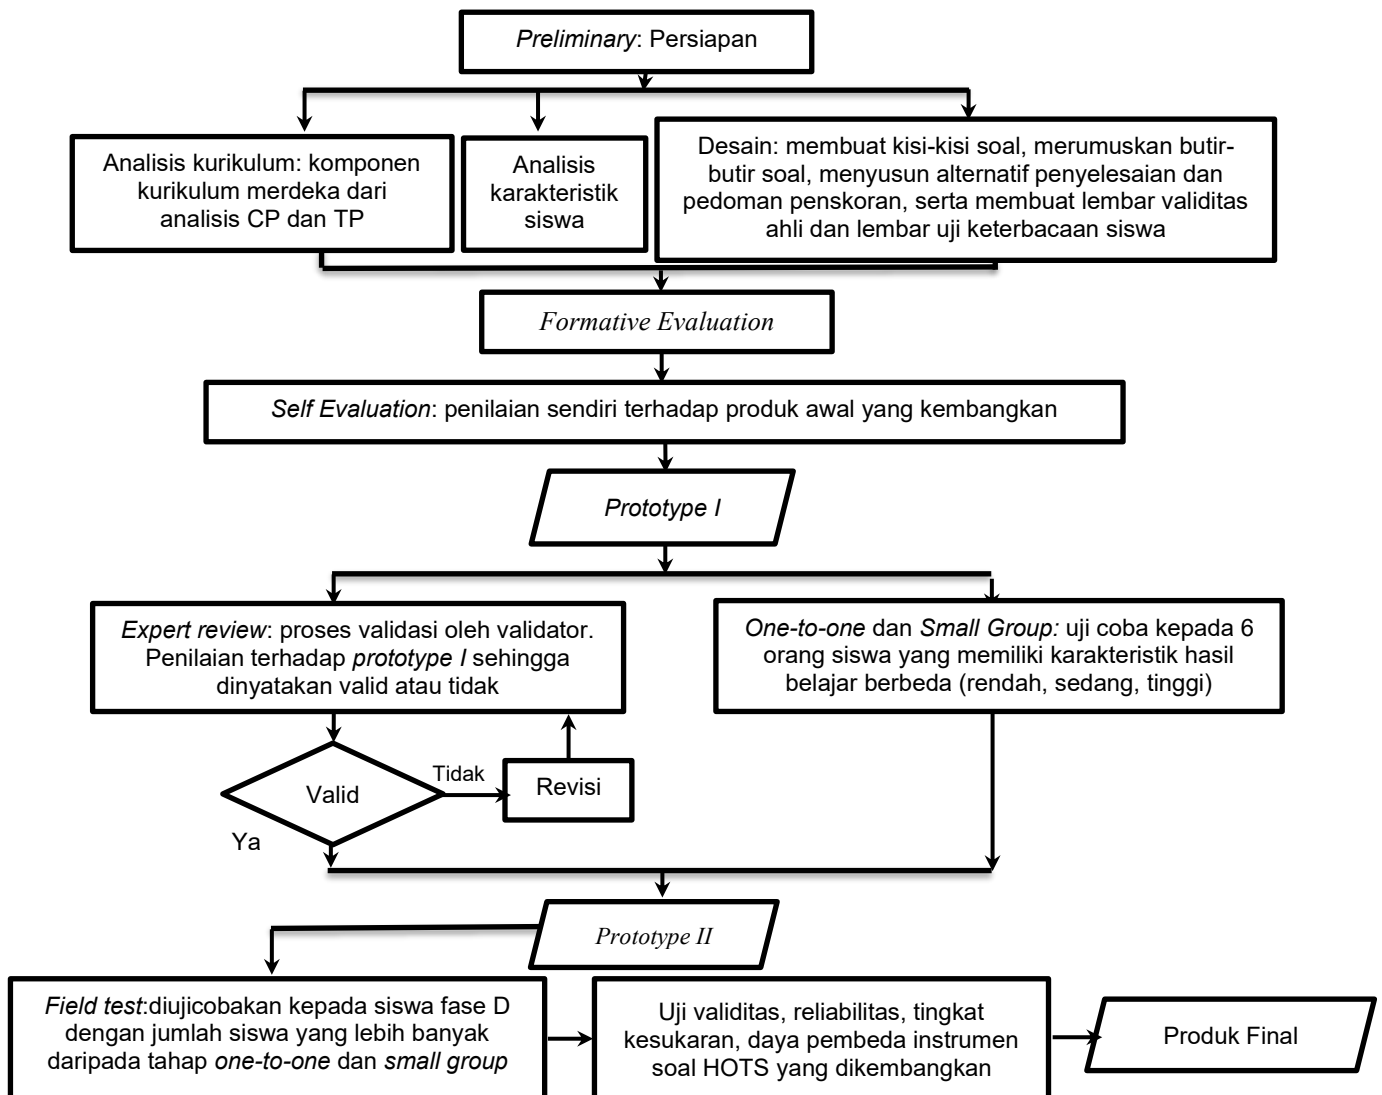 Preliminary: Persiapan
Analisis kurikulum: komponen
kurikulum merdeka dari
analisis CP dan TP
Analisis
karakteristik
siswa
Desain: membuat kisi-kisi soal, merumuskan butir-
butir soal, menyusun alternatif penyelesaian dan
pedoman penskoran, serta membuat lembar validitas
ahli dan lembar uji keterbacaan siswa
Formative Evaluation
Self Evaluation: penilaian sendiri terhadap produk awal yang kembangkan
Prototype I
Expert review: proses validasi oleh validator.
Penilaian terhadap prototype I sehingga
dinyatakan valid atau tidak
One-to-one dan Small Group: uji coba kepada 6
orang siswa yang memiliki karakteristik hasil
belajar berbeda (rendah, sedang, tinggi)
Valid
Tidak
Revisi
Ya
Prototype II
Field test:diujicobakan kepada siswa fase D
dengan jumlah siswa yang lebih banyak
daripada tahap one-to-one dan small group
Uji validitas, reliabilitas, tingkat
kesukaran, daya pembeda instrumen
soal HOTS yang dikembangkan
Produk Final